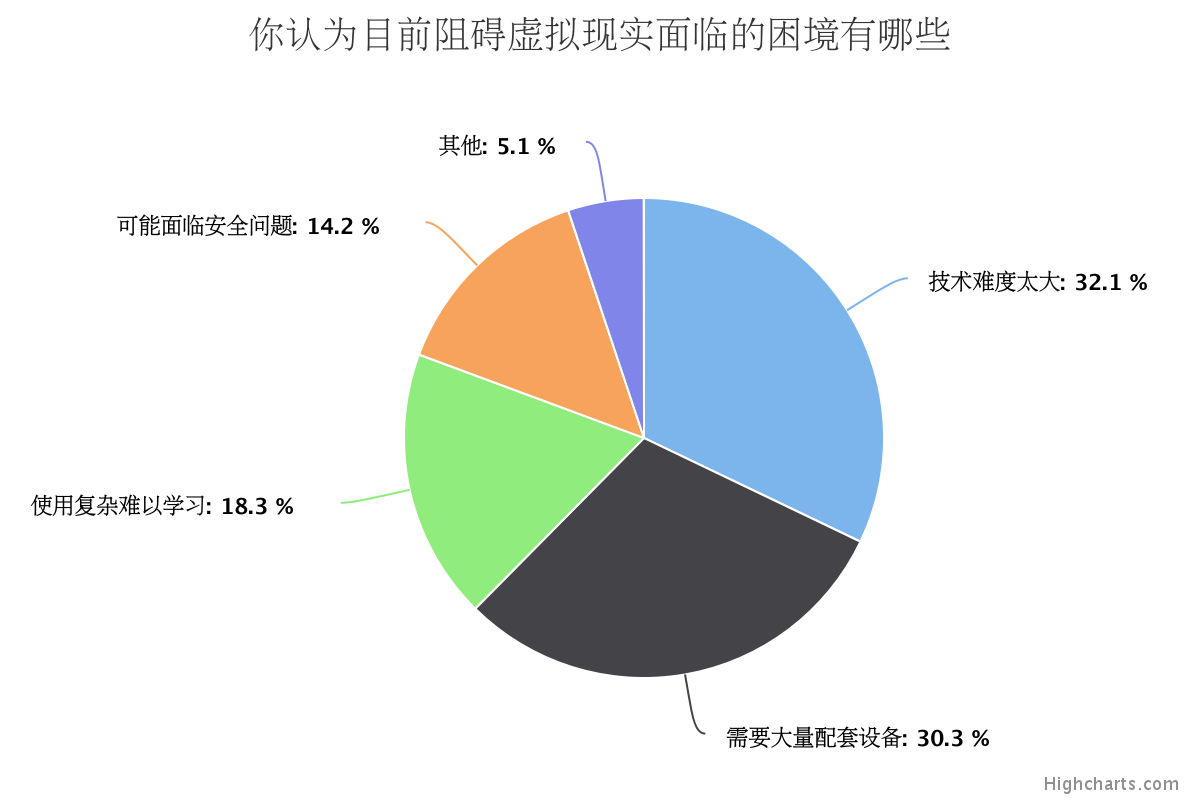 你认为目前阻碍虚拟现实面临的困境有哪些
其他: 5.1 %
可能面临安全问题: 14.2 %
技术难度太大: 32.1 %
使用复杂难以学习: 18.3 %
需要大量配套设备: 30.3 %
Highcharts.com